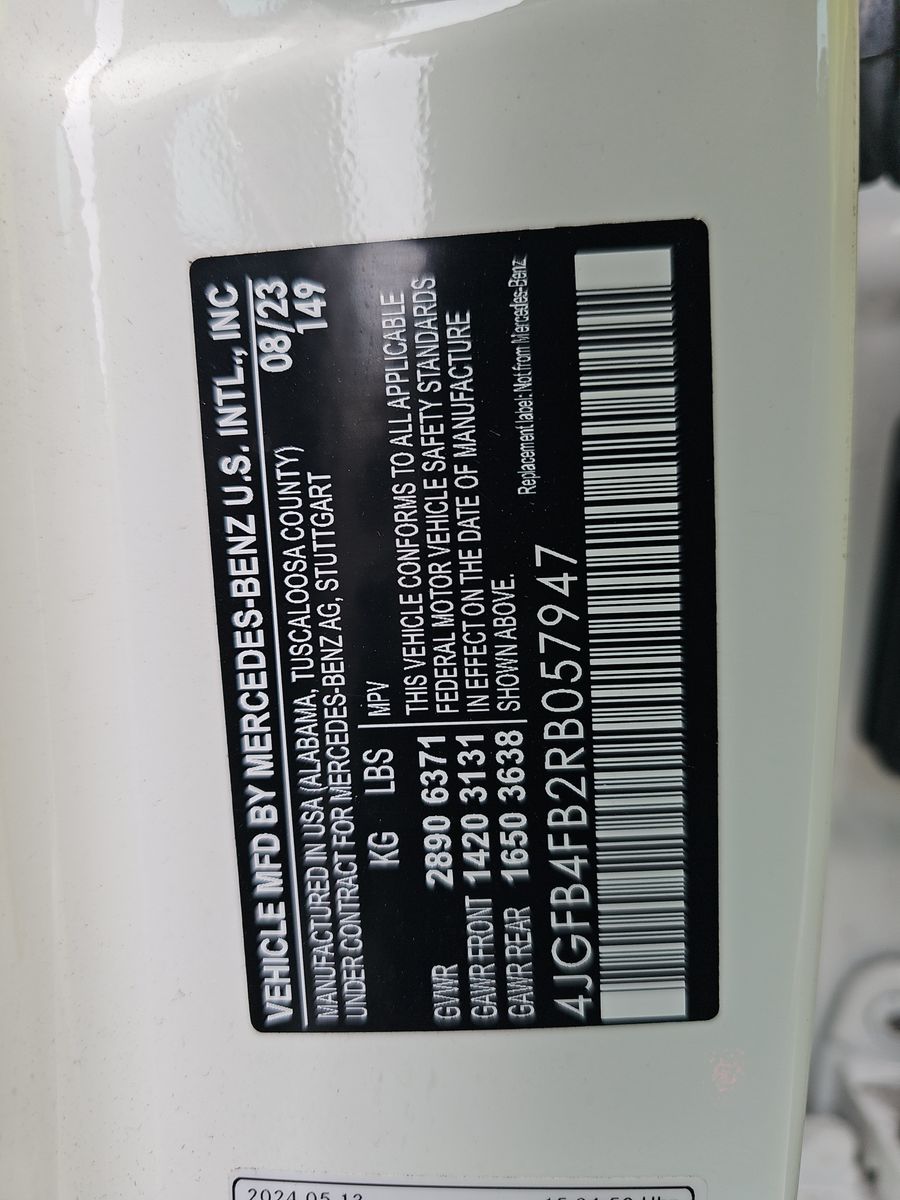 VEHICLE MFD BY MERCEDES-BENZ U.S. INTL., INC
MANUFACTURED IN USA (ALABAMA, TUSCALOOSA COUNTY) 08/23
UNDER CONTRACT FOR MERCEDES-BENZ AG, STUTTGART 149
KG LBS MPV
GVWR 2890 6371
GAWR FRONT 1420 3131
GAWR REAR 1650 3638
THIS VEHICLE CONFORMS TO ALL APPLICABLE
FEDERAL MOTOR VEHICLE SAFETY STANDARDS
IN EFFECT ON THE DATE OF MANUFACTURE
SHOWN ABOVE.
Replacement label: Not from Mercedes-Benz
4JGFB4FB2RB057947
2024.05.13